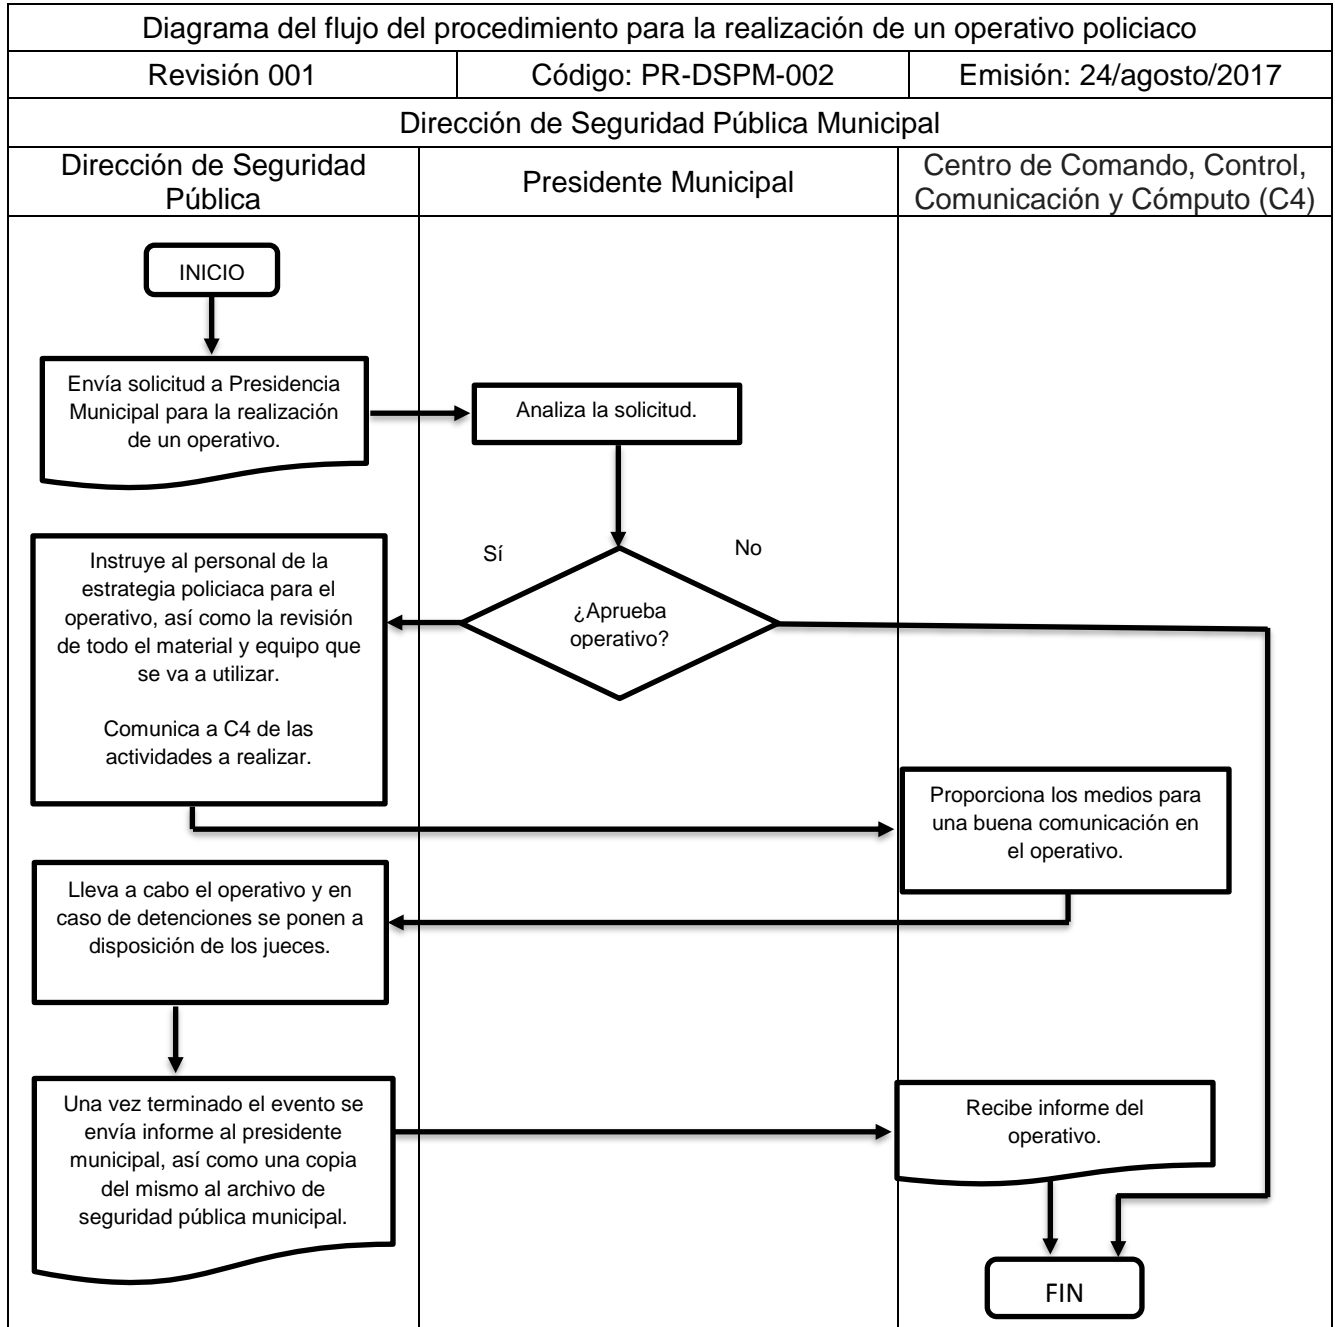 Diagrama del flujo del procedimiento para la realización de un operativo policiaco
Revisión 001
Código: PR-DSPM-002
Emisión: 24/agosto/2017
Dirección de Seguridad Pública Municipal
Dirección de Seguridad
Pública
Presidente Municipal
Centro de Comando, Control,
Comunicación y Cómputo (C4)
INICIO
Envía solicitud a Presidencia
Municipal para la realización
de un operativo.
Analiza la solicitud.
Sí
No
¿Aprueba
operativo?
Instruye al personal de la
estrategia policiaca para el
operativo, así como la revisión
de todo el material y equipo que
se va a utilizar.
Comunica a C4 de las
actividades a realizar.
Proporciona los medios para
una buena comunicación en
el operativo.
Lleva a cabo el operativo y en
caso de detenciones se ponen a
disposición de los jueces.
Una vez terminado el evento se
envía informe al presidente
municipal, así como una copia
del mismo al archivo de
seguridad pública municipal.
Recibe informe del
operativo.
FIN